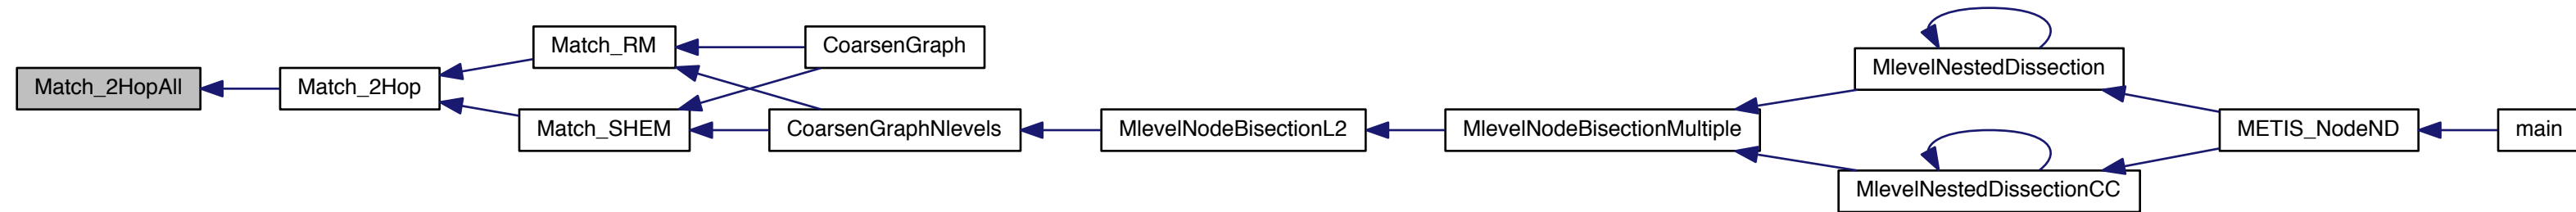 Match_2HopAll
Match_2Hop
Match_RM
Match_SHEM
CoarsenGraph
CoarsenGraphNlevels
MlevelNodeBisectionL2
MlevelNodeBisectionMultiple
MlevelNestedDissection
MlevelNestedDissectionCC
METIS_NodeND
main